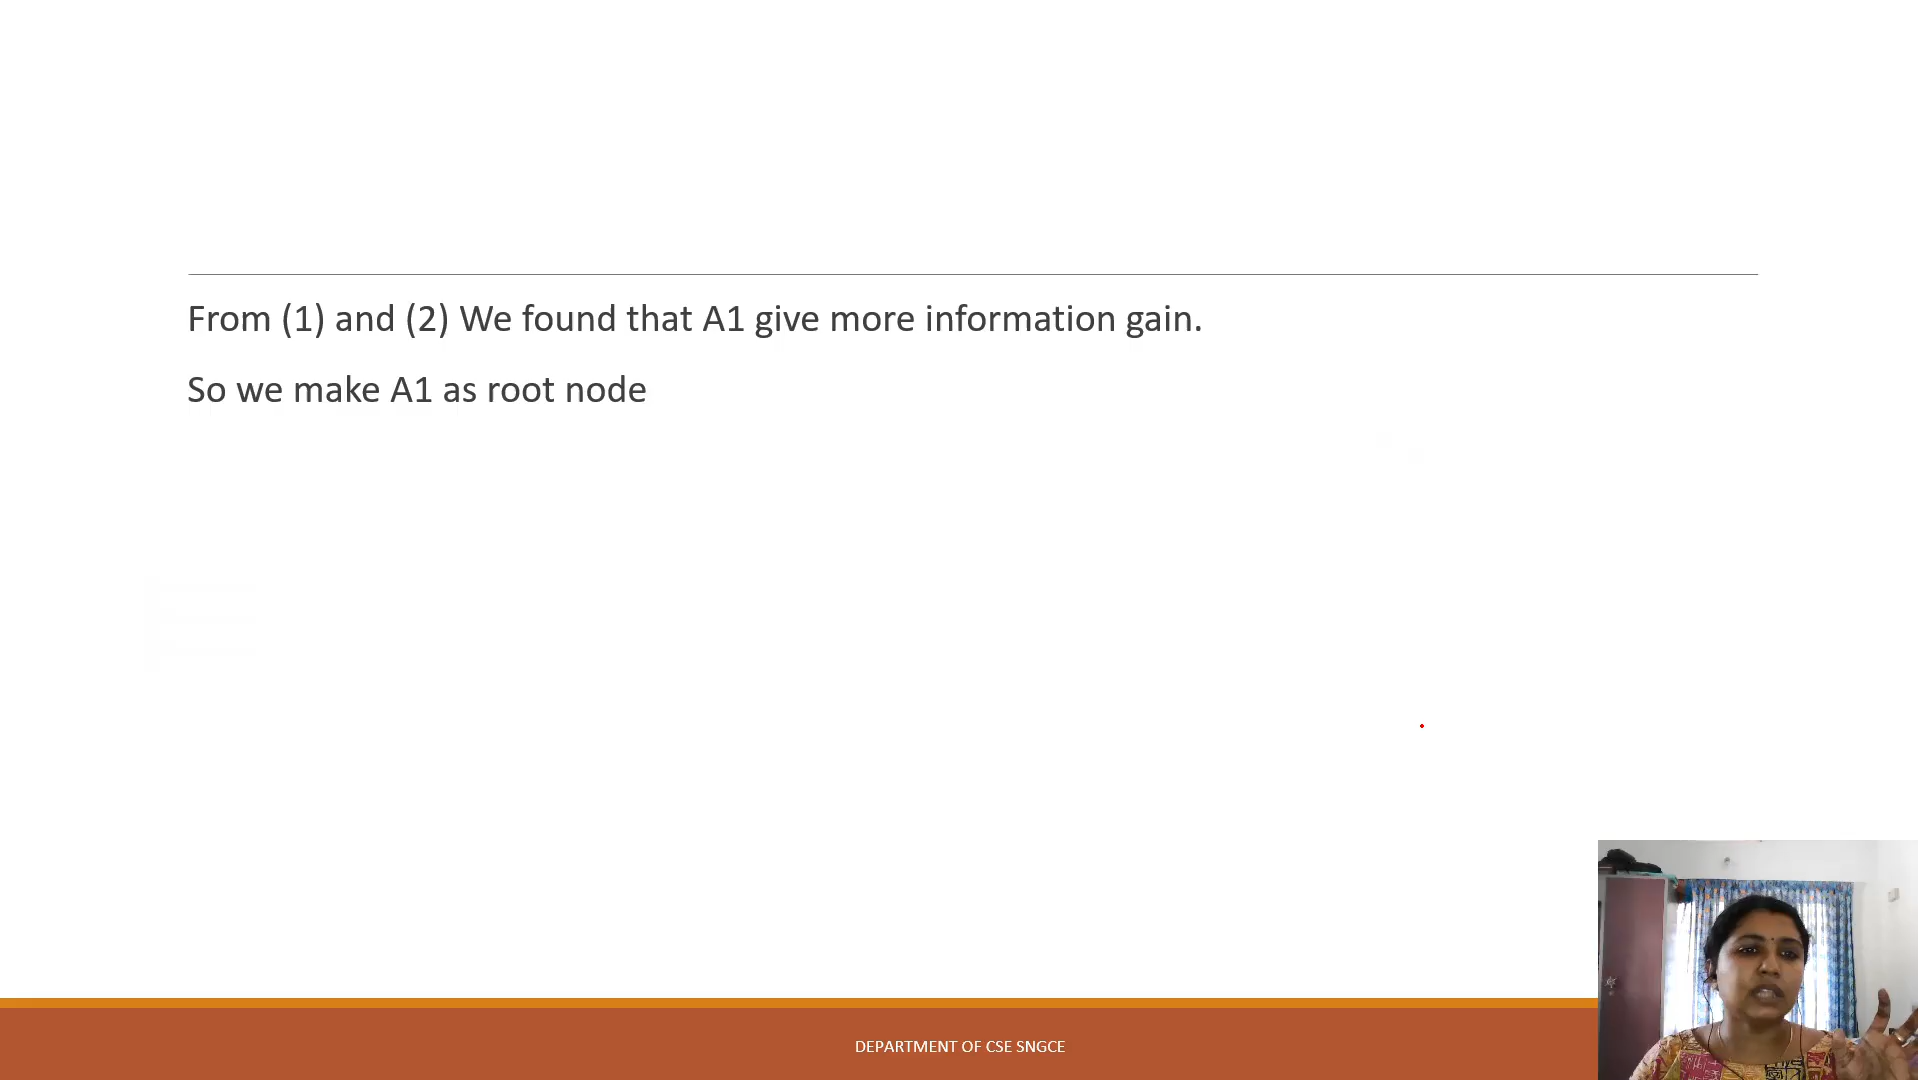 From (1) and (2) We found that A1 give more information gain.
So we make A1 as root node
DEPARTMENT OF CSE SNGCE